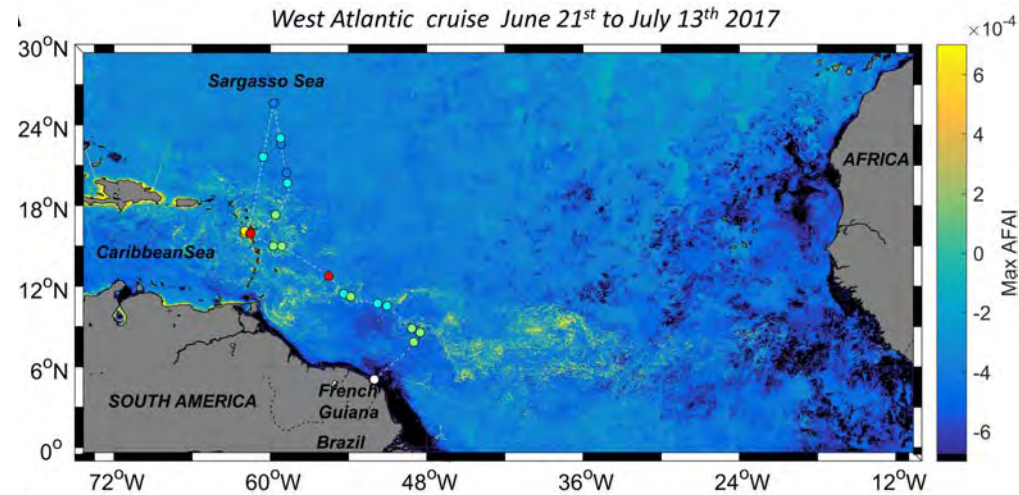 West Atlantic cruise June 21st to July 13th 2017
×10⁻⁴
30°N
24°N
18°N
12°N
6°N
0°
Sargasso Sea
AFRICA
CaribbeanSea
SOUTH AMERICA
French
Guiana
Brazil
72°W
60°W
48°W
36°W
24°W
12°W
6
4
2
0
-2
-4
-6
Max AFAI